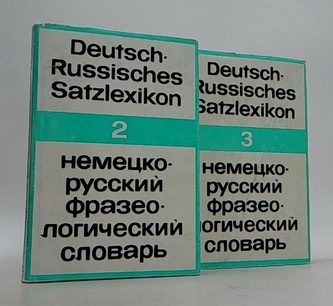 Deutsch-
Russisches
Satzlexikon
2
немецко-
русский
фразео-
логический
словарь
Deutsch-
Russisches
Satzlexikon
3
немецко-
русский
фразео-
логический
словарь